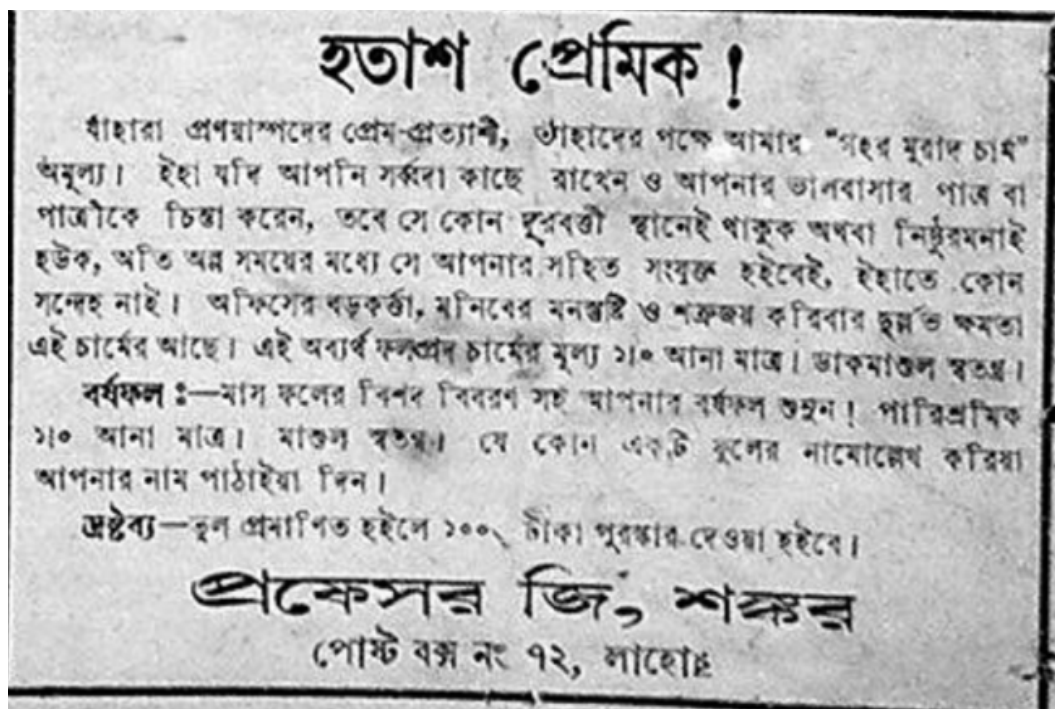 হতাশ প্রেমিক !
যাঁহারা প্রণয়াস্পদের প্রেম-প্রত্যাশী, তাঁহাদের পক্ষে আমার "গহর মুরাদ চার্ম"
অমূল্য। ইহা যদি আপনি সর্ব্বদা কাছে রাখেন ও আপনার ভালবাসার পাত্র বা
পাত্রীকে চিন্তা করেন, তবে সে কোন দূরবর্ত্তী স্থানেই থাকুক অথবা নিষ্ঠুরমনাই
হউক, অতি অল্প সময়ের মধ্যে সে আপনার সহিত সংযুক্ত হইবেই, ইহাতে কোন
সন্দেহ নাই। অফিসের বড়কর্ত্তা, মনিবের মনস্তুষ্টি ও শত্রুজয় করিবার দুর্ল্লভ ক্ষমতা
এই চার্মের আছে। এই অব্যর্থ ফলপ্রদ চার্মের মূল্য ১৷০ আনা মাত্র। ডাকমাশুল স্বতন্ত্র।
বর্ষফল :—মাস ফলের বিশদ বিবরণ সহ আপনার বর্ষফল শুনুন! পারিশ্রমিক
১৷০ আনা মাত্র। মাশুল স্বতন্ত্র। যে কোন একটি ফুলের নামোল্লেখ করিয়া
আপনার নাম পাঠাইয়া দিন।
দ্রষ্টব্য—ভুল প্রমাণিত হইলে ১০০৲ টাকা পুরস্কার দেওয়া হইবে।
প্রফেসর জি, শঙ্কর
পোষ্ট বক্স নং ৭২, লাহোর